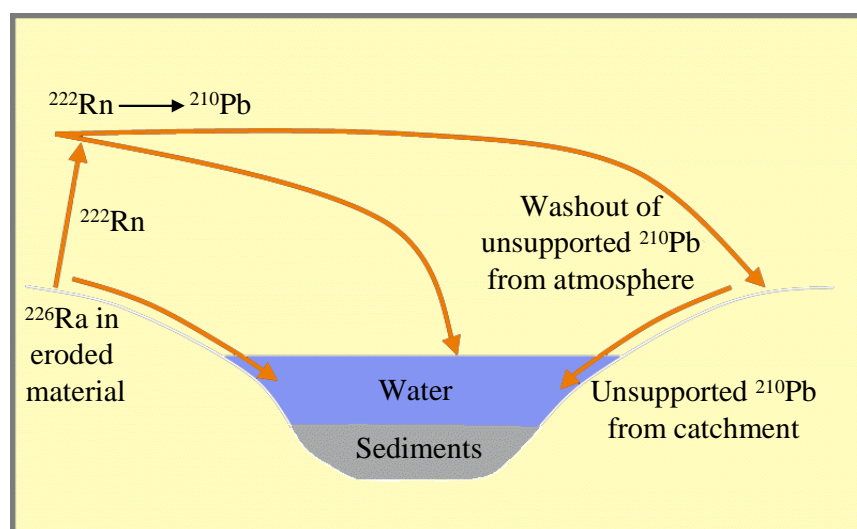 ²²²Rn → ²¹⁰Pb
²²²Rn
Washout of
unsupported ²¹⁰Pb
from atmosphere
²²⁶Ra in
eroded
material
Water
Unsupported ²¹⁰Pb
from catchment
Sediments